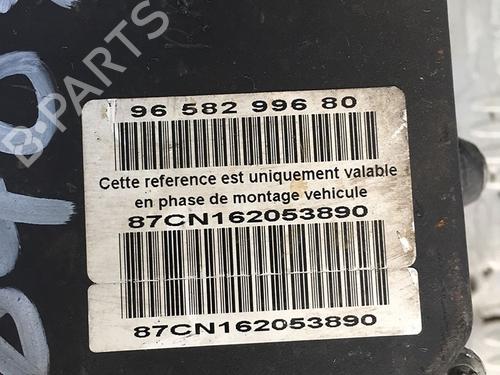 B-PARTS
96 582 996 80
Cette reference est uniquement valable
en phase de montage vehicule
87CN162053890
87CN162053890